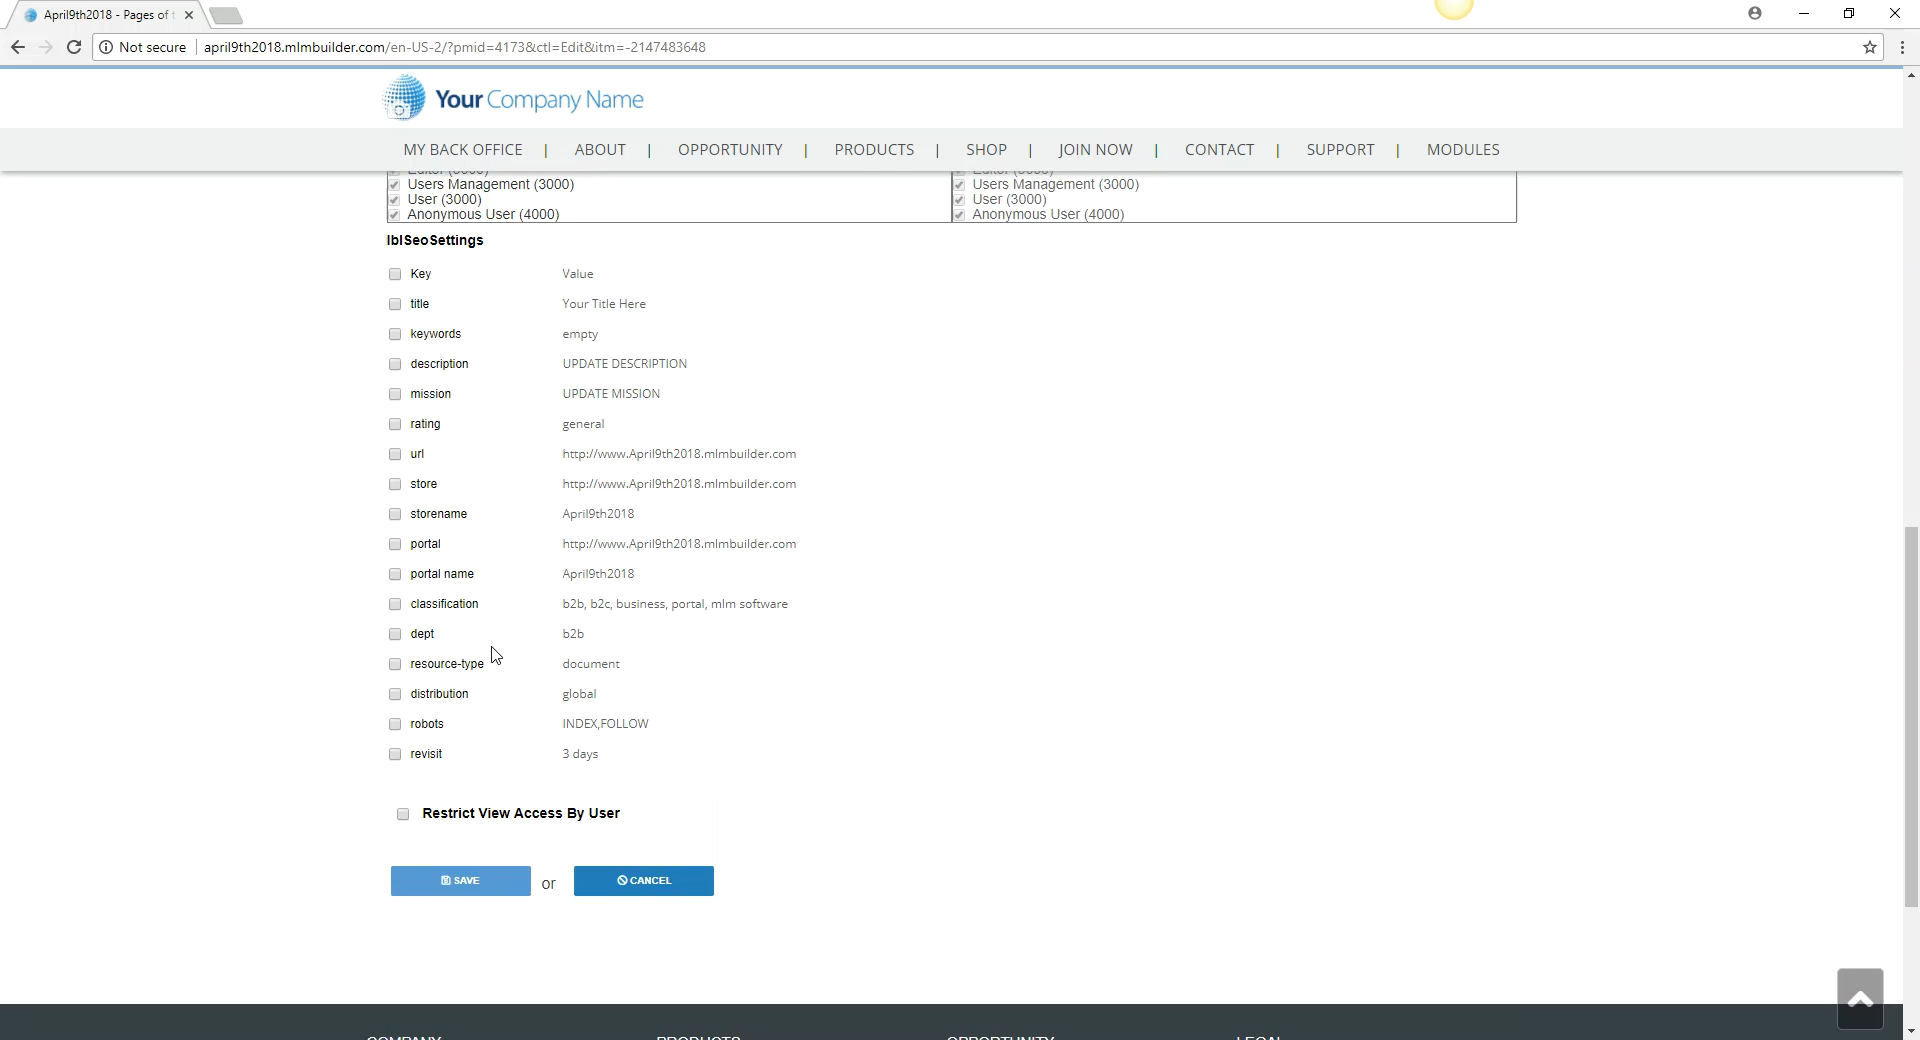 April9th2018 - Pages of
Not secure april9th2018.mlmbuilder.com/en-US-2/?pmid=4173&ctl=Edit&itm=-2147483648
Your Company Name
MY BACK OFFICE | ABOUT | OPPORTUNITY | PRODUCTS | SHOP | JOIN NOW | CONTACT | SUPPORT | MODULES
Editor (3000) Editor (3000)
Users Management (3000) Users Management (3000)
User (3000) User (3000)
Anonymous User (4000) Anonymous User (4000)
lblSeoSettings
Key Value
title Your Title Here
keywords empty
description UPDATE DESCRIPTION
mission UPDATE MISSION
rating general
url http://www.April9th2018.mlmbuilder.com
store http://www.April9th2018.mlmbuilder.com
storename April9th2018
portal http://www.April9th2018.mlmbuilder.com
portal name April9th2018
classification b2b, b2c, business, portal, mlm software
dept b2b
resource-type document
distribution global
robots INDEX,FOLLOW
revisit 3 days
Restrict View Access By User
SAVE or CANCEL
COMPANY PRODUCTS OPPORTUNITY LEGAL